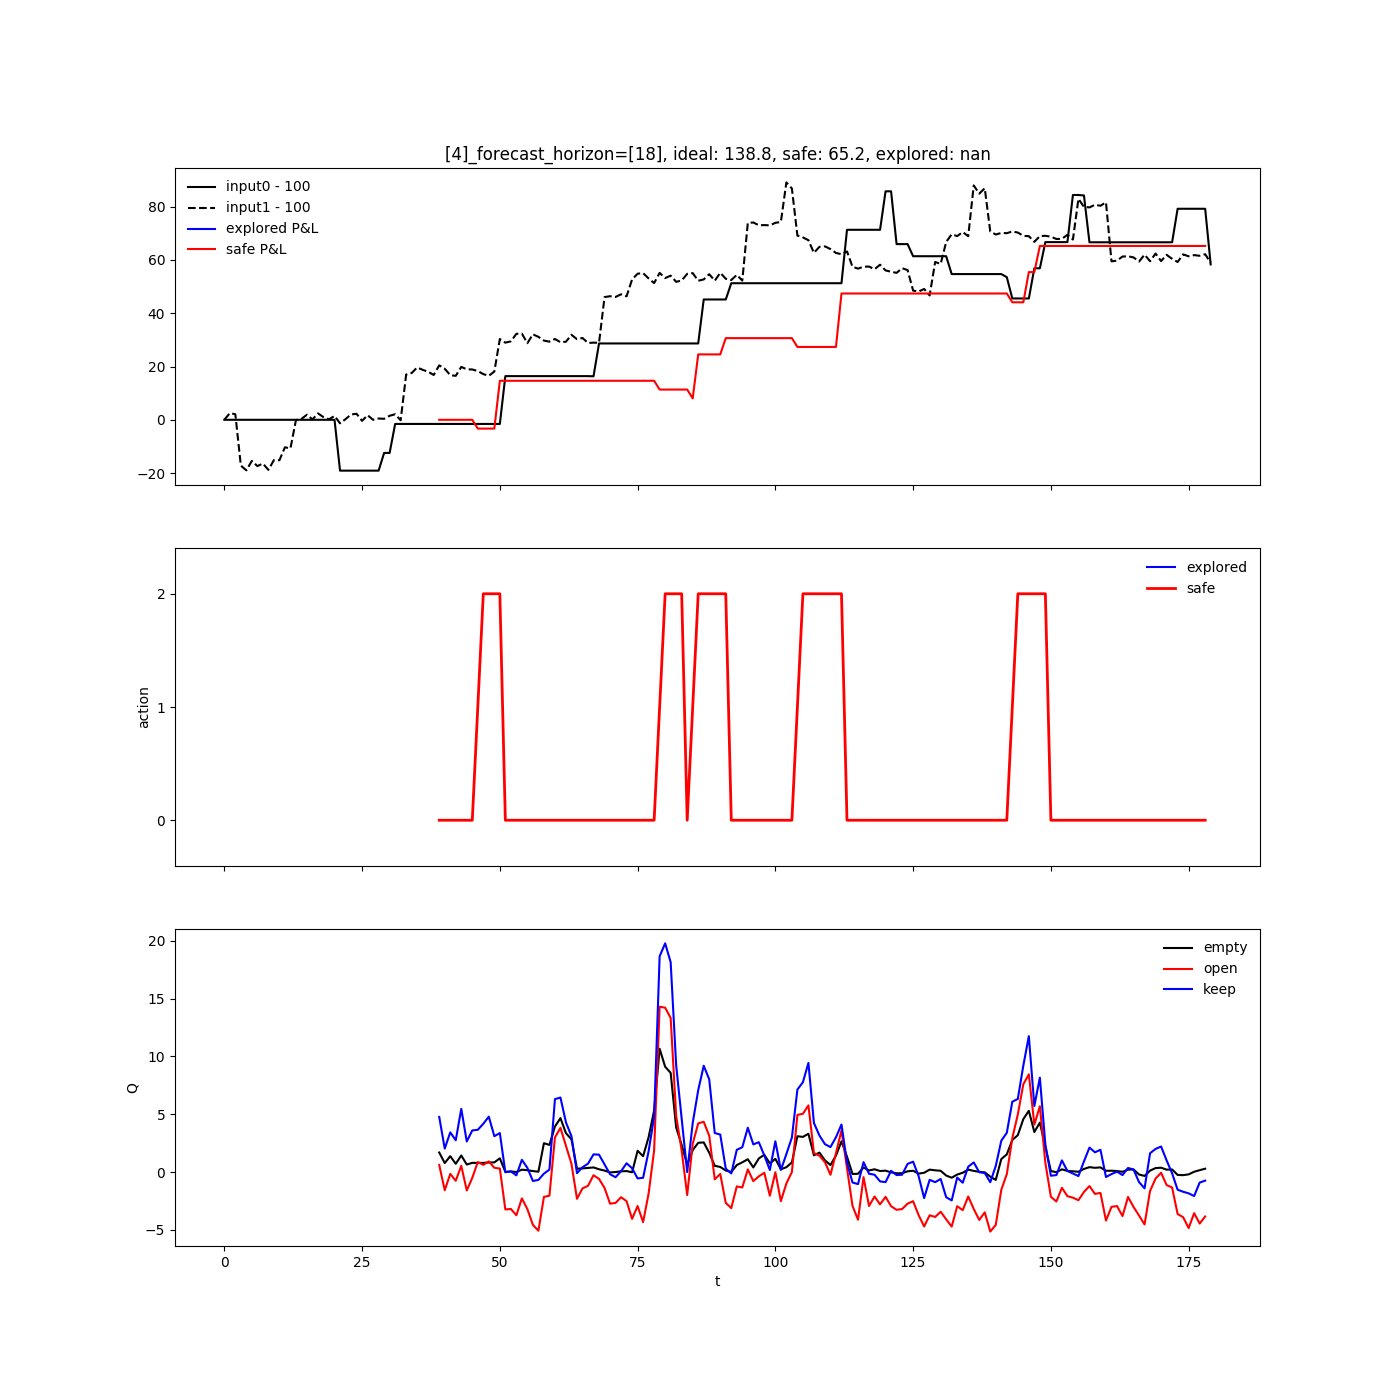 [4]_forecast_horizon=[18], ideal: 138.8, safe: 65.2, explored: nan
input0 - 100
input1 - 100
explored P&L
safe P&L
80
60
40
20
0
−20
explored
safe
2
1
0
action
empty
open
keep
20
15
10
5
0
−5
Q
0 25 50 75 100 125 150 175
t